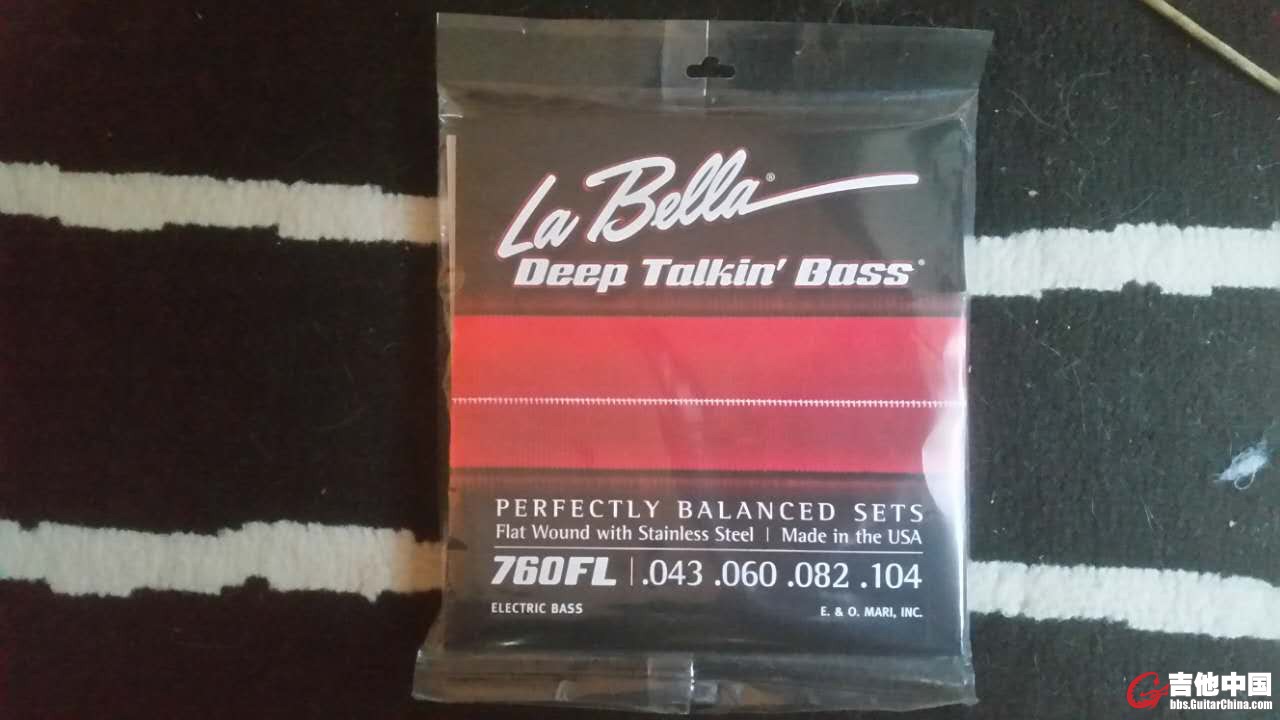 La Bella®
Deep Talkin' Bass®
PERFECTLY BALANCED SETS
Flat Wound with Stainless Steel | Made in the USA
760FL | .043 .060 .082 .104
ELECTRIC BASS
E. & O. MARI, INC.
吉他中国
bbs.GuitarChina.com